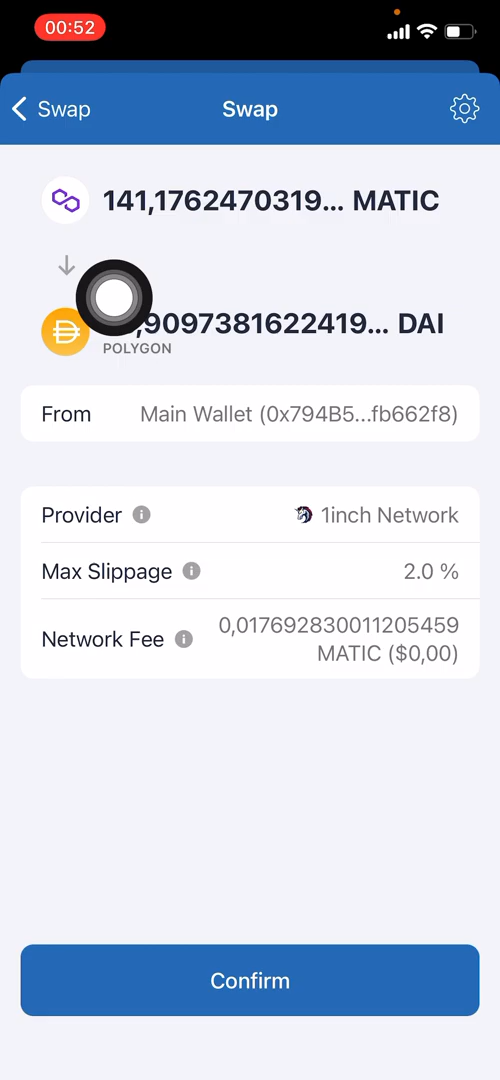 00:52
Swap
Swap
141,1762470319... MATIC
,9097381622419... DAI
POLYGON
From
Main Wallet (0x794B5...fb662f8)
Provider
1inch Network
Max Slippage
2.0 %
Network Fee
0,017692830011205459
MATIC ($0,00)
Confirm